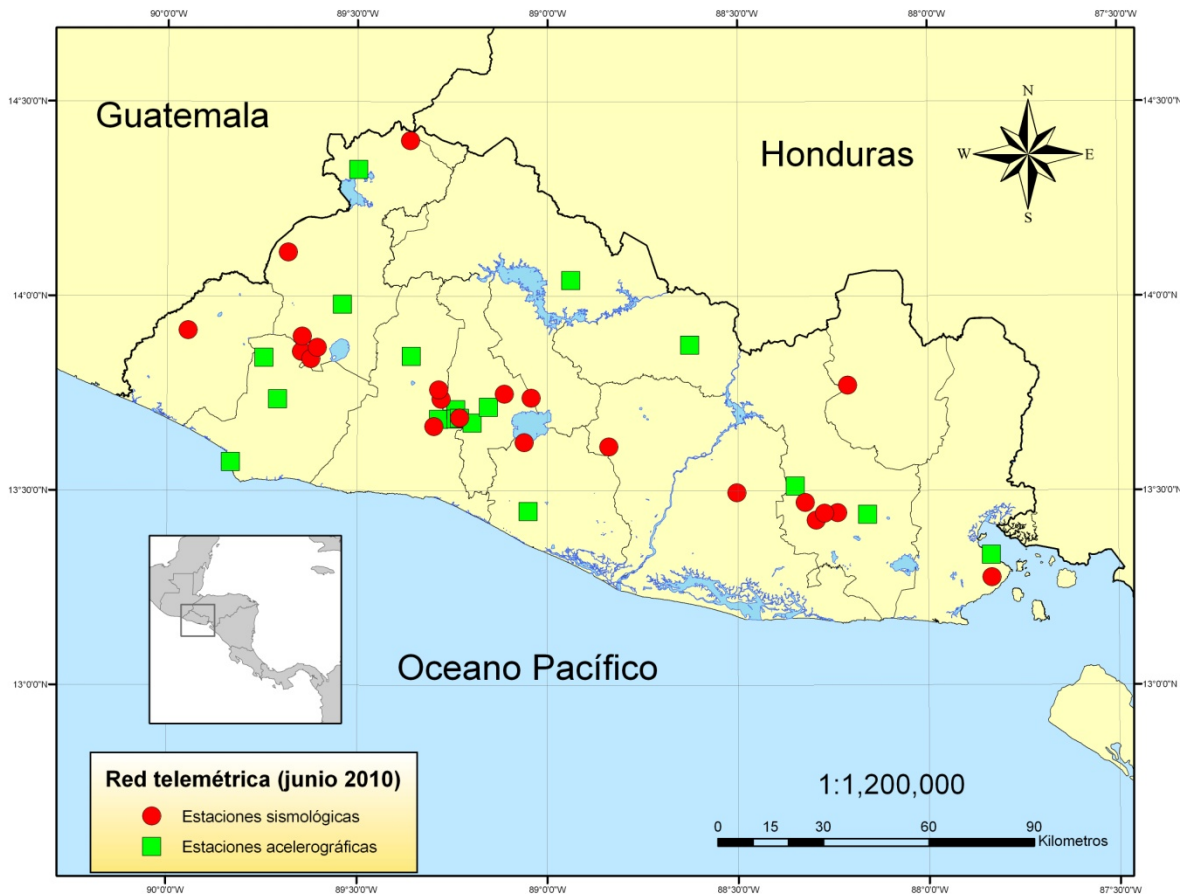 90°0'0"W 89°30'0"W 89°0'0"W 88°30'0"W 88°0'0"W 87°30'0"W
14°30'0"N 14°30'0"N
Guatemala
Honduras
N
W E
S
14°0'0"N 14°0'0"N
13°30'0"N 13°30'0"N
Oceano Pacífico
13°0'0"N 13°0'0"N
Red telemétrica (junio 2010)
Estaciones sismológicas
Estaciones acelerográficas
1:1,200,000
0 15 30 60 90
Kilometros
90°0'0"W 89°30'0"W 89°0'0"W 88°30'0"W 88°0'0"W 87°30'0"W